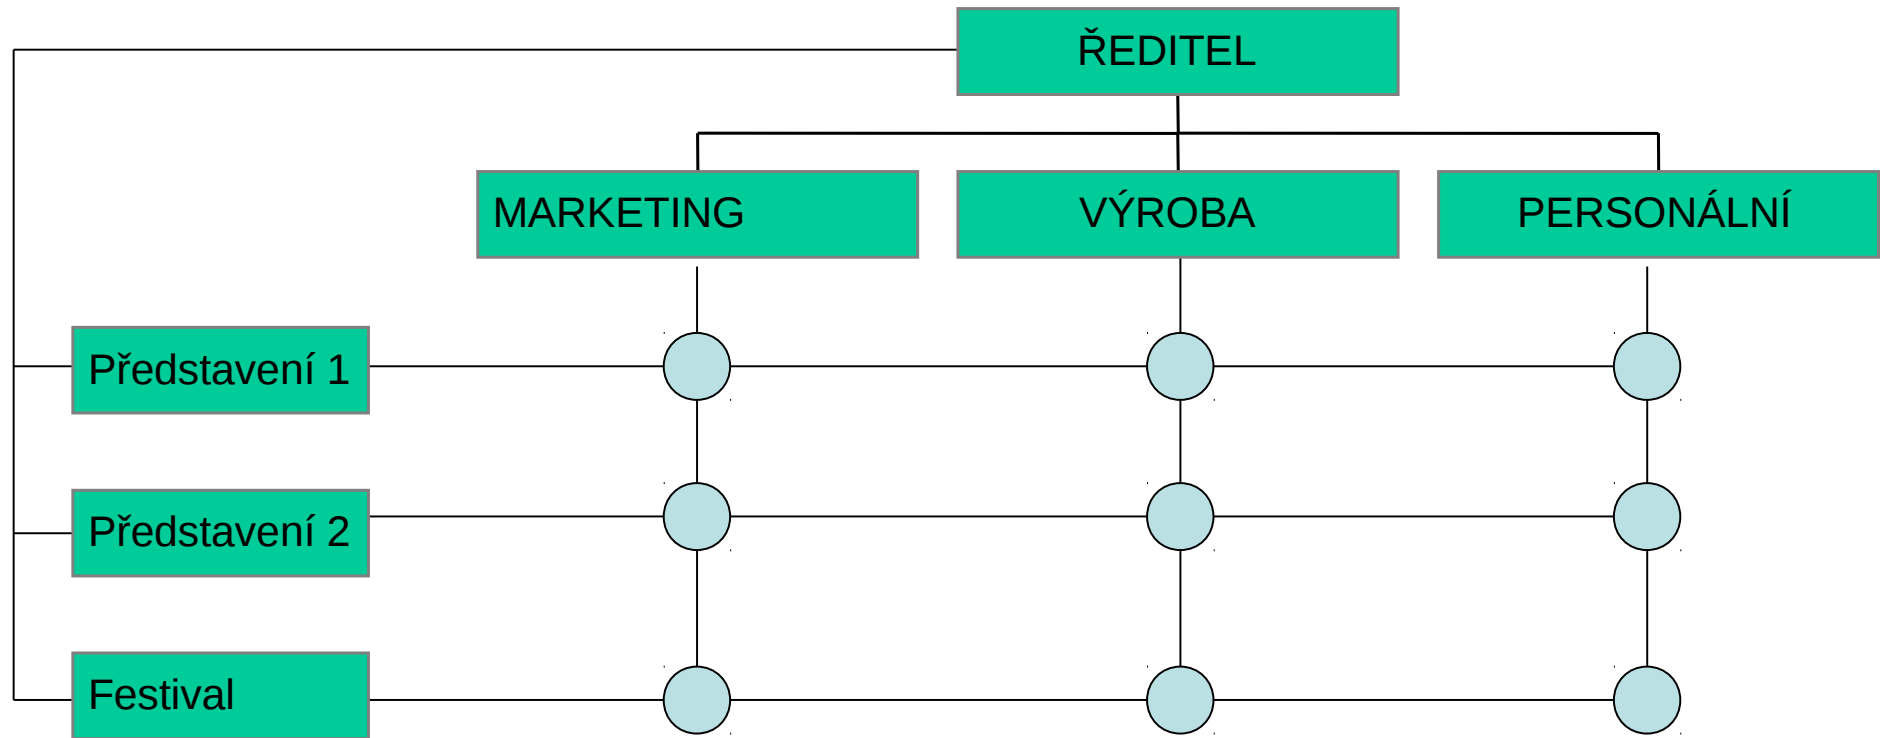 ŘEDITEL
MARKETING
VÝROBA
PERSONÁLNÍ
Představení 1
Představení 2
Festival